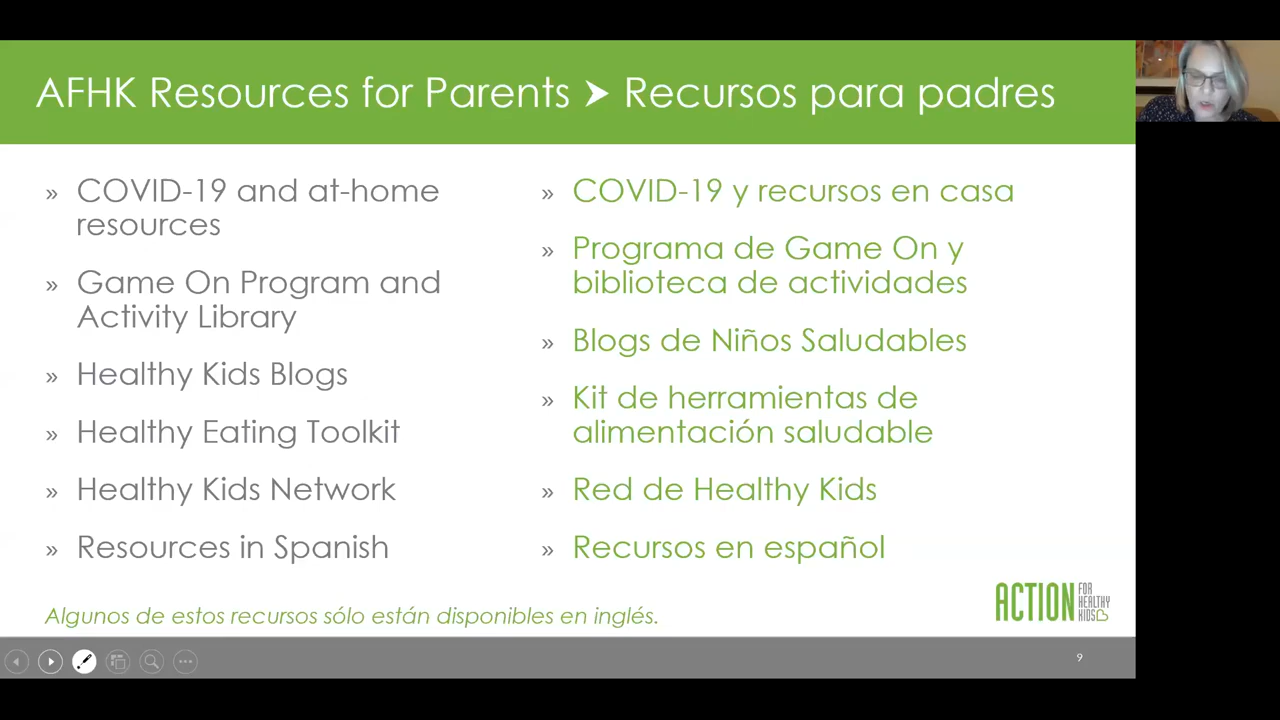 AFHK Resources for Parents ➤ Recursos para padres
» COVID-19 and at-home
resources
» Game On Program and
Activity Library
» Healthy Kids Blogs
» Healthy Eating Toolkit
» Healthy Kids Network
» Resources in Spanish
» COVID-19 y recursos en casa
» Programa de Game On y
biblioteca de actividades
» Blogs de Niños Saludables
» Kit de herramientas de
alimentación saludable
» Red de Healthy Kids
» Recursos en español
Algunos de estos recursos sólo están disponibles en inglés.
ACTION
FOR
HEALTHY
KIDS
9